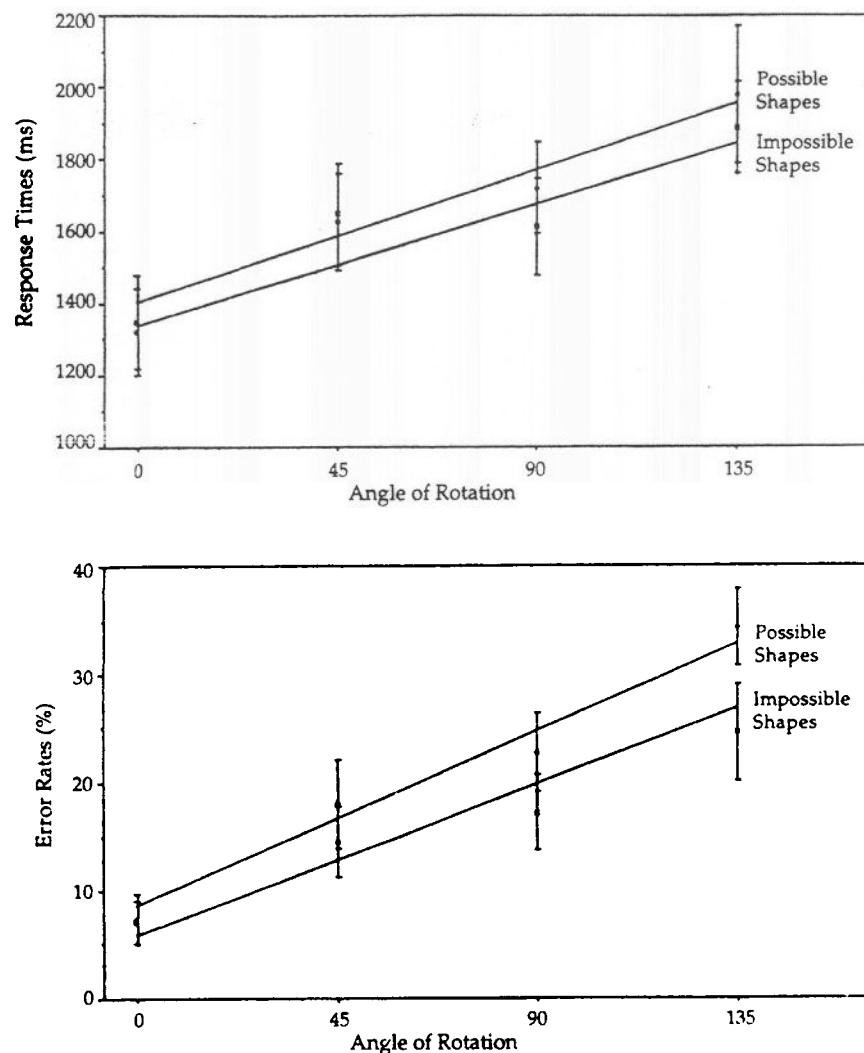 2200
2000
1800
1600
1400
1200
1000
Response Times (ms)
Possible
Shapes
Impossible
Shapes
0 45 90 135
Angle of Rotation
40
30
20
10
0
Error Rates (%)
Possible
Shapes
Impossible
Shapes
0 45 90 135
Angle of Rotation